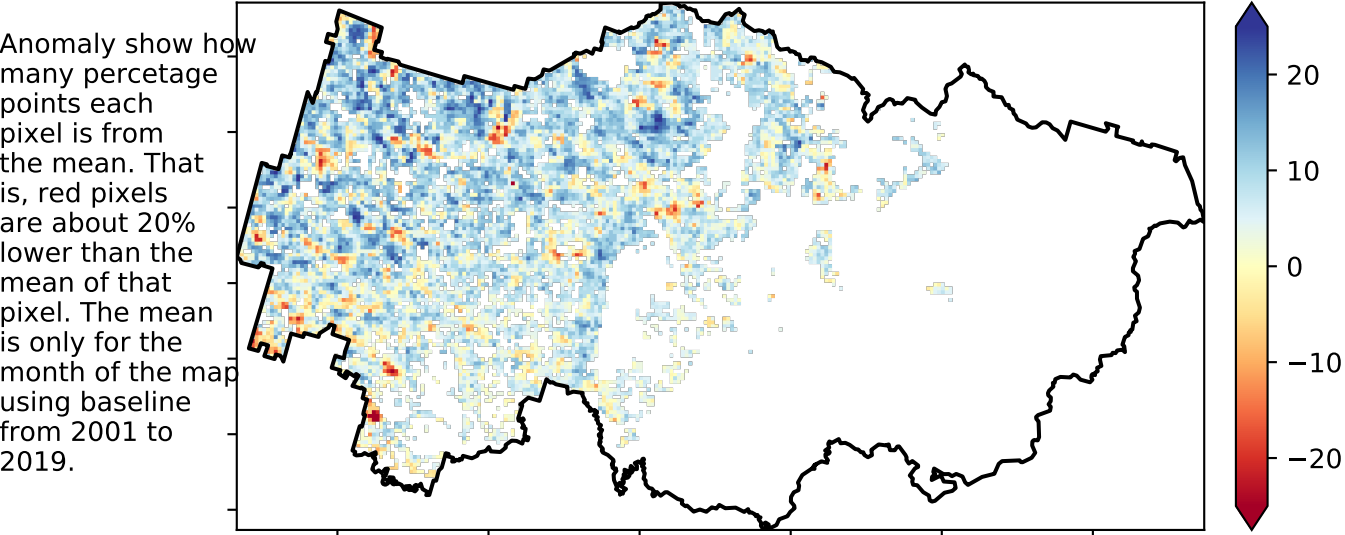 Anomaly show how
many percetage
points each
pixel is from
the mean. That
is, red pixels
are about 20%
lower than the
mean of that
pixel. The mean
is only for the
month of the map
using baseline
from 2001 to
2019.
20
10
0
−10
−20